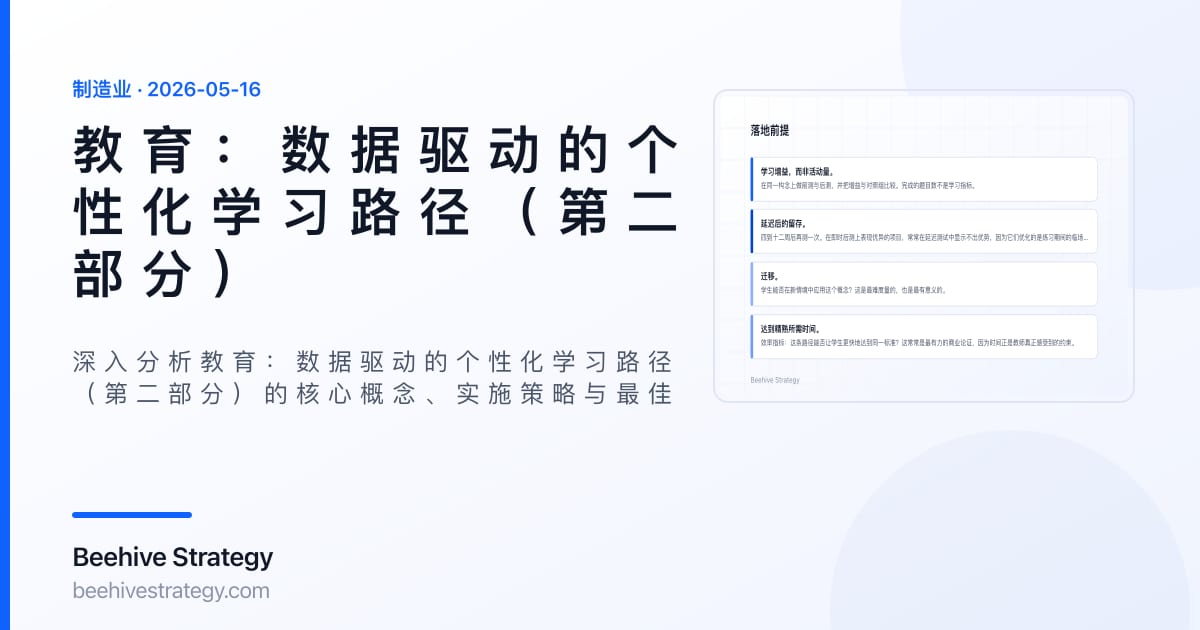 制造业 · 2026-05-16
教育：数据驱动的个
性化学习路径（第二
部分）
深入分析教育：数据驱动的个性化学习路径
（第二部分）的核心概念、实施策略与最佳
Beehive Strategy
beehivestrategy.com
落地前提
学习增益，而非活动量。
在同一构念上做前测与后测，并把增益与对照组比较。完成的题目数不是学习指标。
延迟后的留存。
四到十二周后再测一次。在即时后测上表现优异的项目，常常在延迟测试中显示不出优势，因为它们优化的是练习期间的临场...
迁移。
学生能否在新情境中应用这个概念？这是最难度量的，也是最有意义的。
达到精熟所需时间。
效率指标：这条路径能否让学生更快地达到同一标准？这常常是最有力的商业论证，因为时间正是教师真正感受到的约束。
Beehive Strategy